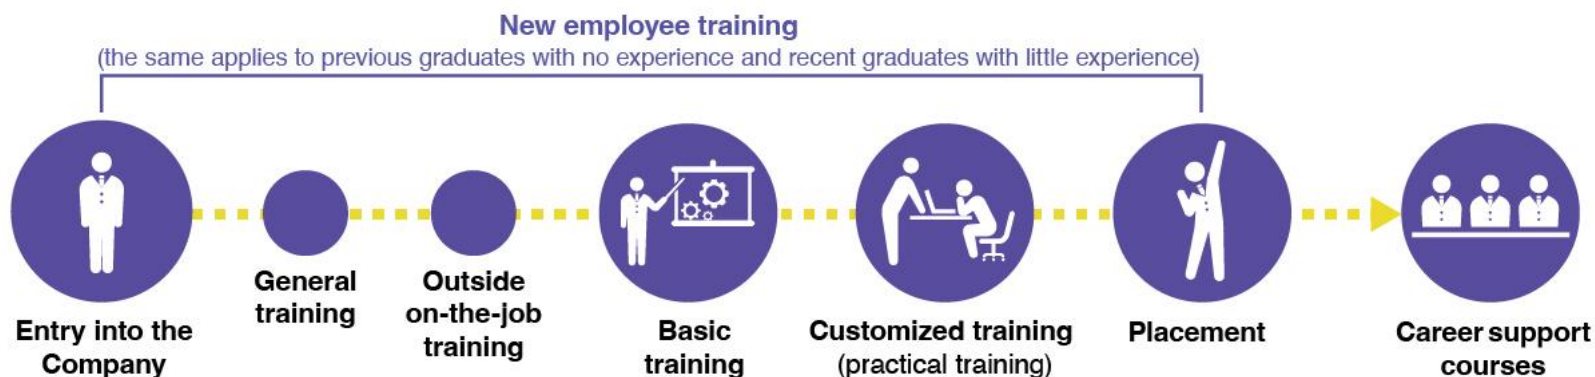 New employee training
(the same applies to previous graduates with no experience and recent graduates with little experience)
Entry into the
Company
General
training
Outside
on-the-job
training
Basic
training
Customized training
(practical training)
Placement
Career support
courses